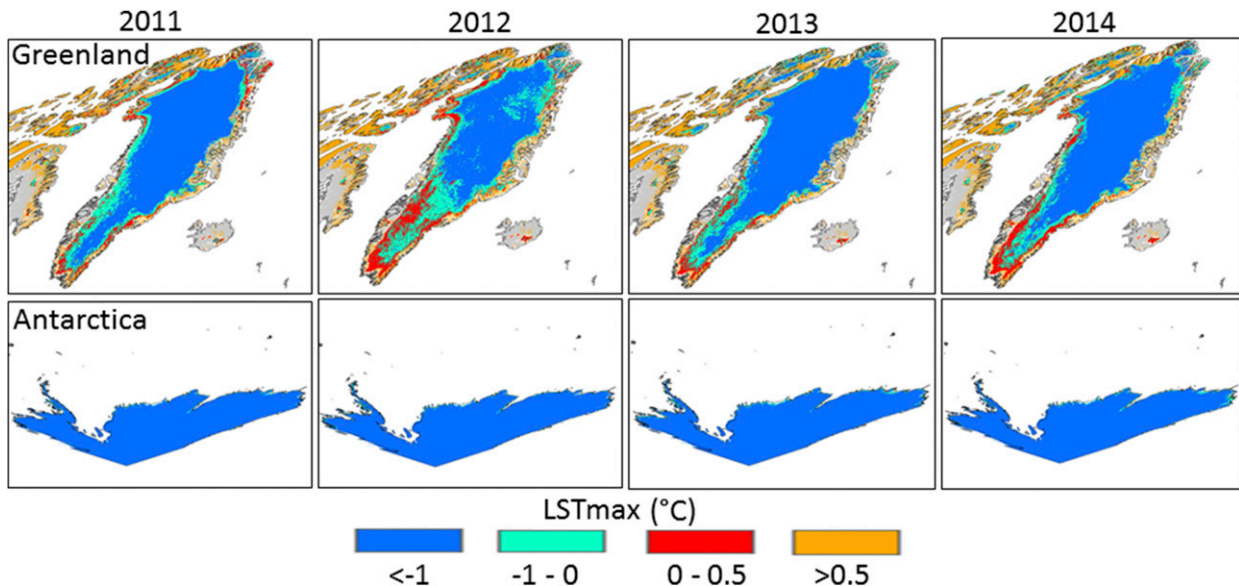 2011 2012 2013 2014
Greenland
Antarctica
LSTmax (°C)
<-1 -1 - 0 0 - 0.5 >0.5